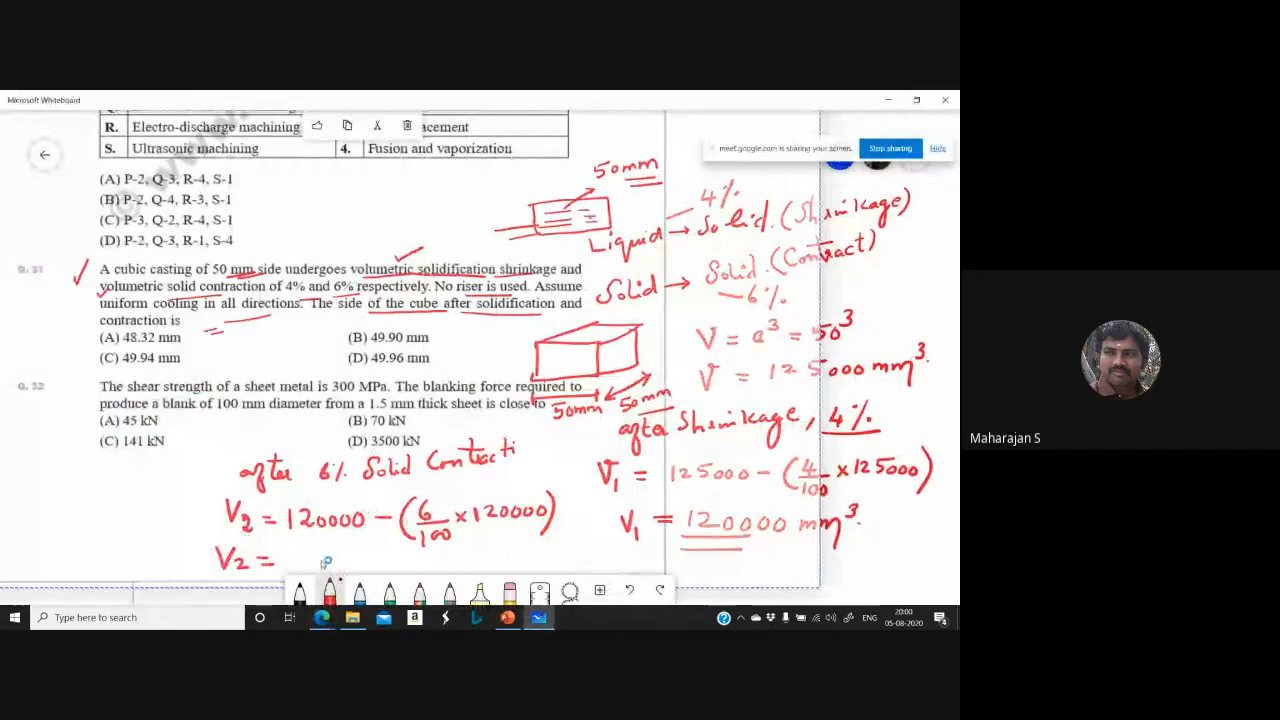 Microsoft Whiteboard
R. Electro-discharge machining acement
S. Ultrasonic machining 4. Fusion and vaporization
meet.google.com is sharing your screen. Stop sharing Hide
(A) P-2, Q-3, R-4, S-1
(B) P-2, Q-4, R-3, S-1
(C) P-3, Q-2, R-4, S-1
(D) P-2, Q-3, R-1, S-4
50mm
4%
Liquid → Solid. (Shrinkage)
Solid → Solid. (Contract)
6%
A cubic casting of 50 mm side undergoes volumetric solidification shrinkage and
volumetric solid contraction of 4% and 6% respectively. No riser is used. Assume
uniform cooling in all directions. The side of the cube after solidification and
contraction is
(A) 48.32 mm (B) 49.90 mm
(C) 49.94 mm (D) 49.96 mm
V = a³ = 50³
V = 125000 mm³.
50mm 50mm
Q.22 The shear strength of a sheet metal is 300 MPa. The blanking force required to
produce a blank of 100 mm diameter from a 1.5 mm thick sheet is close to
(A) 45 kN (B) 70 kN
(C) 141 kN (D) 3500 kN
after Shrinkage, 4%
V₁ = 125000 − (4/100 × 125000)
V₁ = 120000 mm³.
after 6% Solid Contracti
V₂ = 120000 − (6/100 × 120000)
V₂ =
Maharajan S
Type here to search
ENG
20:00
05-08-2020